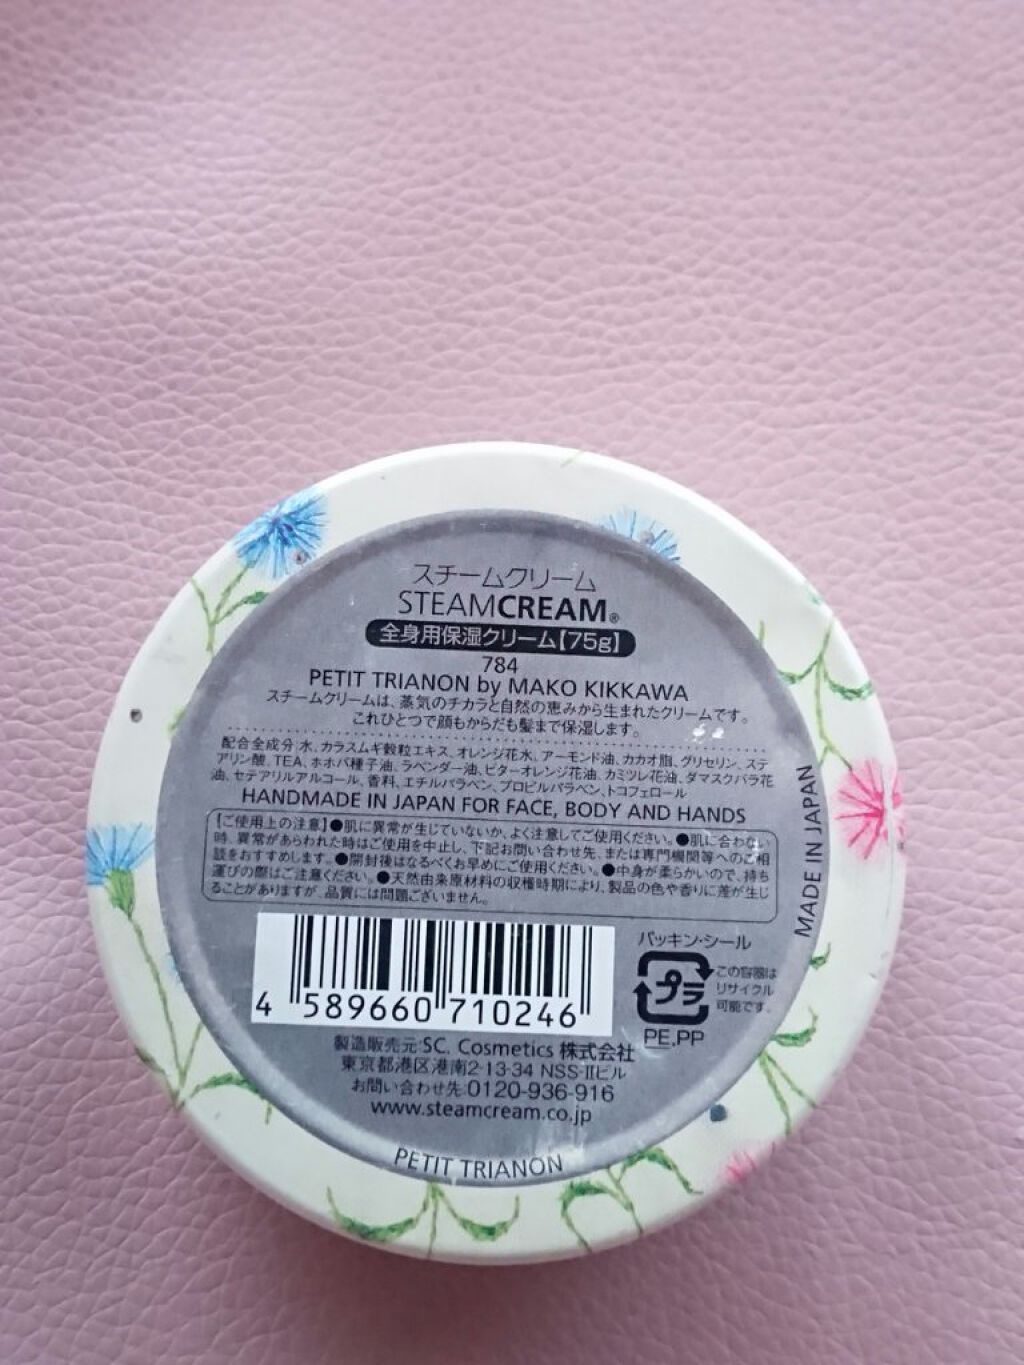 スチームクリーム
STEAMCREAM®
全身用保湿クリーム【75g】
784
PETIT TRIANON by MAKO KIKKAWA
スチームクリームは、蒸気のチカラと自然の恵みから生まれたクリームです。
これひとつで顔もからだも髪まで保湿します。
配合全成分:水、カラスムギ穀粒エキス、オレンジ花水、アーモンド油、カカオ脂、グリセリン、ステ
アリン酸、TEA、ホホバ種子油、ラベンダー油、ビターオレンジ花油、カミツレ花油、ダマスクバラ花
油、セテアリルアルコール、香料、エチルパラベン、プロピルパラベン、トコフェロール
HANDMADE IN JAPAN FOR FACE, BODY AND HANDS
【ご使用上の注意】●肌に異常が生じていないか、よく注意してご使用ください。●肌に合わない
時、異常があらわれた時はご使用を中止し、下記お問い合わせ先、または専門機関等へのご相
談をおすすめします。●開封後はなるべくお早めにご使用ください。●中身が柔らかいので、持ち
運びの際はご注意ください。●天然由来原材料の収穫時期により、製品の色や香りに差が生じ
ることがありますが、品質には問題ございません。
MADE IN JAPAN
パッキン・シール
プラ
この容器は
リサイクル
可能です。
PE,PP
4 589660 710246
製造販売元:SC. Cosmetics 株式会社
東京都港区港南2-13-34 NSS-IIビル
お問い合わせ先:0120-936-916
www.steamcream.co.jp
PETIT TRIANON